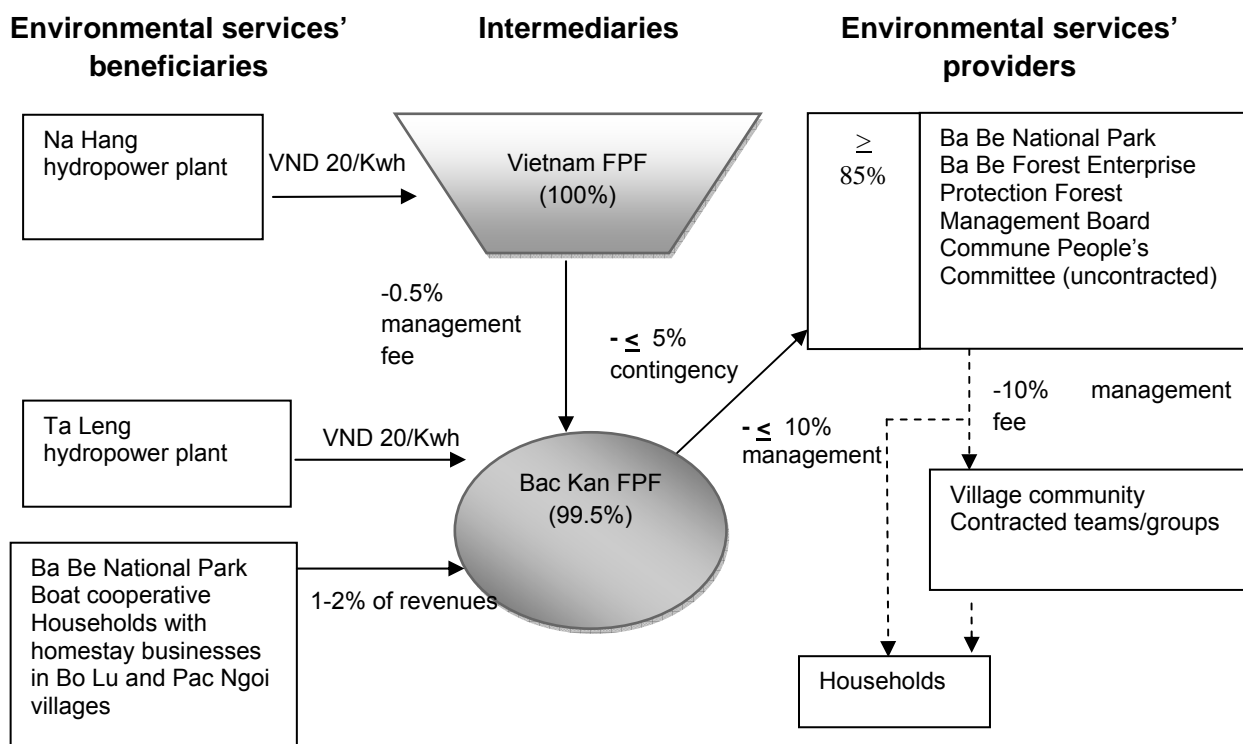 Environmental services'
beneficiaries
Intermediaries
Environmental services'
providers
Na Hang
hydropower plant
VND 20/Kwh
Vietnam FPF
(100%)
≥
85%
Ba Be National Park
Ba Be Forest Enterprise
Protection Forest
Management Board
Commune People's
Committee (uncontracted)
-0.5%
management
fee
- ≤ 5%
contingency
-10% management
fee
Ta Leng
hydropower plant
VND 20/Kwh
- ≤ 10%
management
Bac Kan FPF
(99.5%)
Village community
Contracted teams/groups
Ba Be National Park
Boat cooperative
Households with
homestay businesses
in Bo Lu and Pac Ngoi
villages
1-2% of revenues
Households